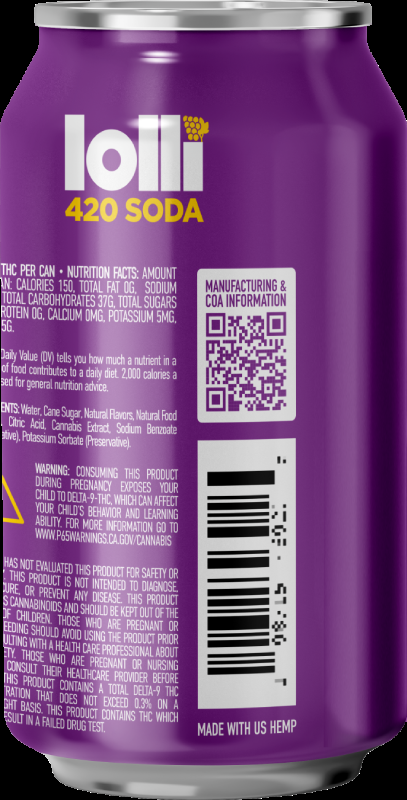 lolli
420 SODA
THC PER CAN • NUTRITION FACTS: AMOUNT
CALORIES 150, TOTAL FAT 0G, SODIUM
TOTAL CARBOHYDRATES 37G, TOTAL SUGARS
0G, CALCIUM 0MG, POTASSIUM 5MG,
5G.
Daily Value (DV) tells you how much a nutrient in a
of food contributes to a daily diet. 2,000 calories a
sed for general nutrition advice.
ENTS: Water, Cane Sugar, Natural Flavors, Natural Food
Citric Acid, Cannabis Extract, Sodium Benzoate
ative), Potassium Sorbate (Preservative).
WARNING: CONSUMING THIS PRODUCT
DURING PREGNANCY EXPOSES YOUR
CHILD TO DELTA-9-THC, WHICH CAN AFFECT
YOUR CHILD'S BEHAVIOR AND LEARNING
ABILITY. FOR MORE INFORMATION GO TO
WWW.P65WARNINGS.CA.GOV/CANNABIS
HAS NOT EVALUATED THIS PRODUCT FOR SAFETY OR
THIS PRODUCT IS NOT INTENDED TO DIAGNOSE,
CURE, OR PREVENT ANY DISEASE. THIS PRODUCT
S CANNABINOIDS AND SHOULD BE KEPT OUT OF THE
OF CHILDREN. THOSE WHO ARE PREGNANT OR
EEDING SHOULD AVOID USING THE PRODUCT PRIOR
ULTING WITH A HEALTH CARE PROFESSIONAL ABOUT
ETY. THOSE WHO ARE PREGNANT OR NURSING
CONSULT THEIR HEALTHCARE PROVIDER BEFORE
THIS PRODUCT CONTAINS A TOTAL DELTA-9 THC
TRATION THAT DOES NOT EXCEED 0.3% ON A
GHT BASIS. THIS PRODUCT CONTAINS THC WHICH
ESULT IN A FAILED DRUG TEST.
MANUFACTURING &
COA INFORMATION
MADE WITH US HEMP